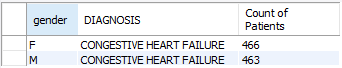 gender DIAGNOSIS Count of
Patients
F CONGESTIVE HEART FAILURE 466
M CONGESTIVE HEART FAILURE 463